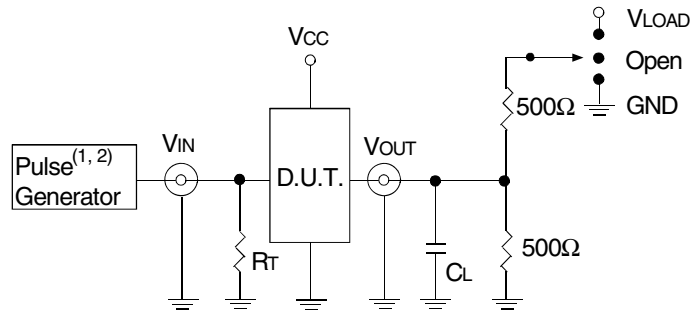 VLOAD
VCC
Open
500Ω
GND
VIN
VOUT
Pulse(1, 2)
Generator
D.U.T.
RT
CL
500Ω